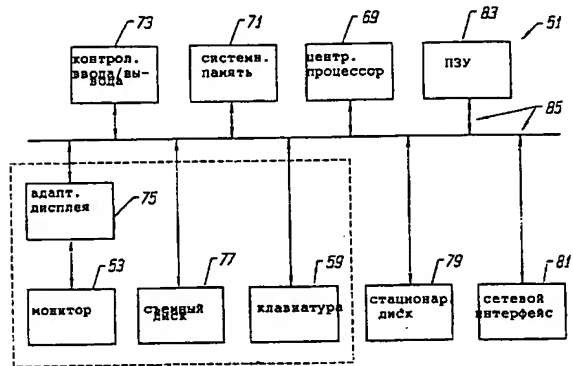 73
71
69
83
51
контрол.
ввода/вы-
вода
системн.
память
центр.
процессор
ПЗУ
85
адапт.
дисплея
75
53
77
59
79
81
монитор
съемный
диск
клавиатура
стационар.
диск
сетевой
интерфейс